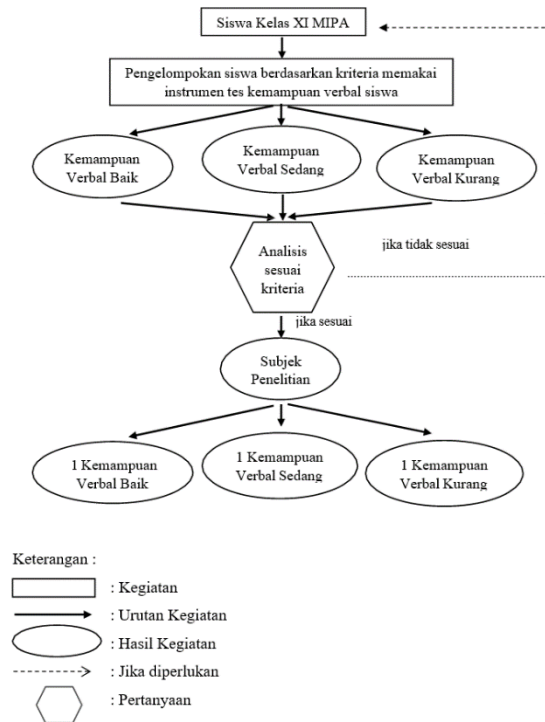 Siswa Kelas XI MIPA
Pengelompokan siswa berdasarkan kriteria memakai
instrumen tes kemampuan verbal siswa
Kemampuan
Verbal Baik
Kemampuan
Verbal Sedang
Kemampuan
Verbal Kurang
Analisis
sesuai
kriteria
jika tidak sesuai
jika sesuai
Subjek
Penelitian
1 Kemampuan
Verbal Baik
1 Kemampuan
Verbal Sedang
1 Kemampuan
Verbal Kurang
Keterangan :
: Kegiatan
: Urutan Kegiatan
: Hasil Kegiatan
: Jika diperlukan
: Pertanyaan